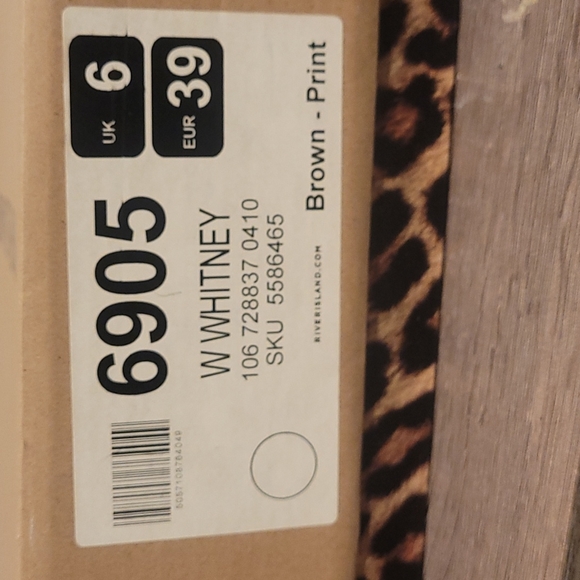 6905
UK 6
EUR 39
W WHITNEY
106 728837 0410
SKU 5586465
RIVERISLAND.COM
Brown - Print